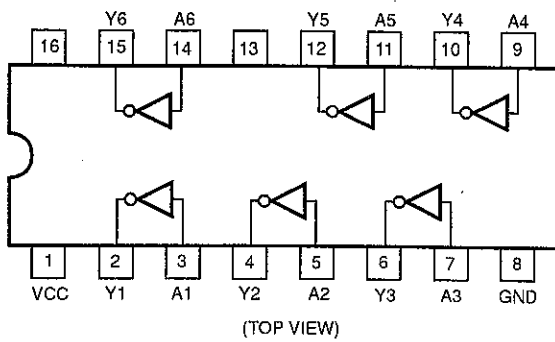 Y6 A6 Y5 A5 Y4 A4
16 15 14 13 12 11 10 9
1 2 3 4 5 6 7 8
VCC Y1 A1 Y2 A2 Y3 A3 GND
(TOP VIEW)